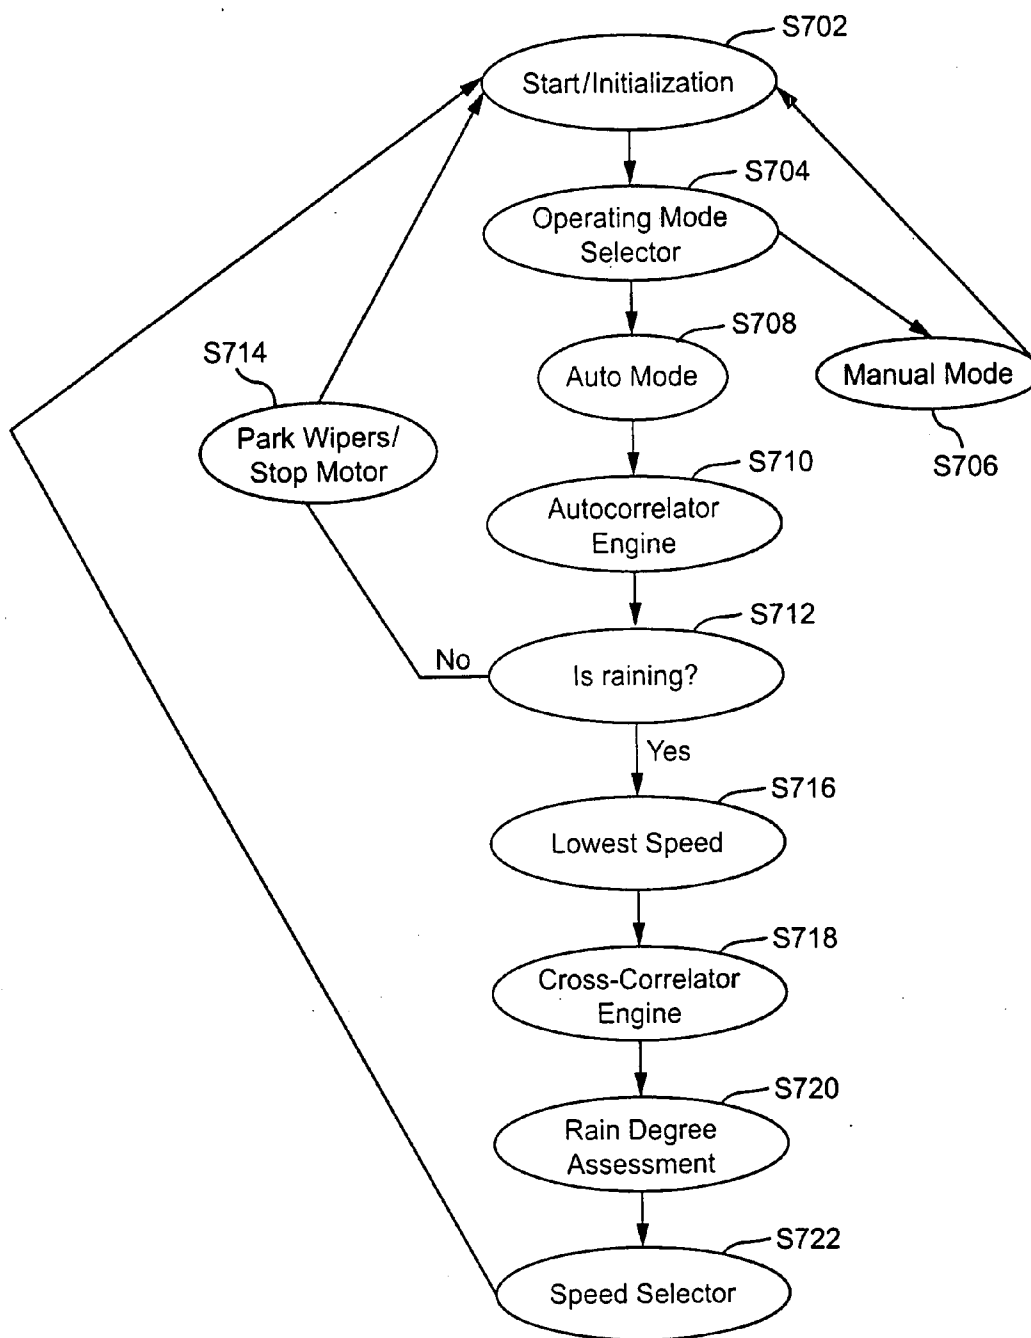 S702
Start/Initialization
S704
Operating Mode
Selector
S708
Auto Mode
Manual Mode
S706
S714
Park Wipers/
Stop Motor
S710
Autocorrelator
Engine
S712
Is raining?
No
Yes
S716
Lowest Speed
S718
Cross-Correlator
Engine
S720
Rain Degree
Assessment
S722
Speed Selector